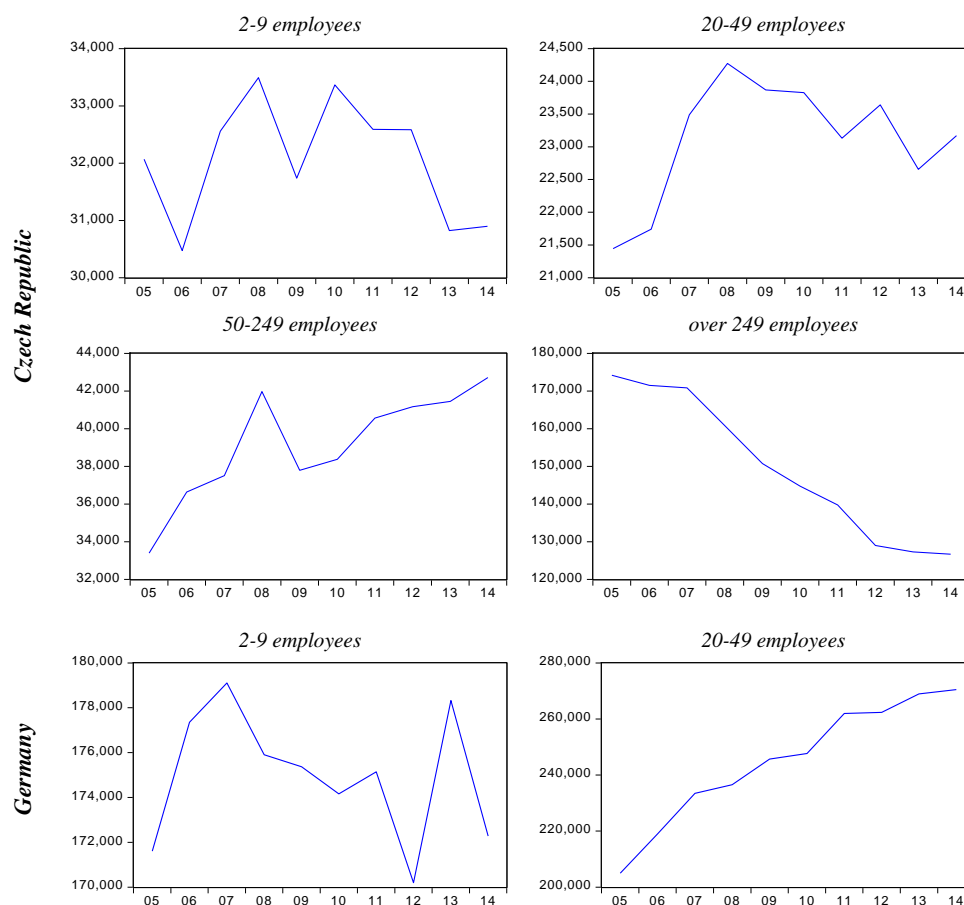 2-9 employees
34,000
33,000
32,000
31,000
30,000
05 06 07 08 09 10 11 12 13 14
20-49 employees
24,500
24,000
23,500
23,000
22,500
22,000
21,500
21,000
05 06 07 08 09 10 11 12 13 14
Czech Republic
50-249 employees
44,000
42,000
40,000
38,000
36,000
34,000
32,000
05 06 07 08 09 10 11 12 13 14
over 249 employees
180,000
170,000
160,000
150,000
140,000
130,000
120,000
05 06 07 08 09 10 11 12 13 14
Germany
2-9 employees
180,000
178,000
176,000
174,000
172,000
170,000
05 06 07 08 09 10 11 12 13 14
20-49 employees
280,000
260,000
240,000
220,000
200,000
05 06 07 08 09 10 11 12 13 14